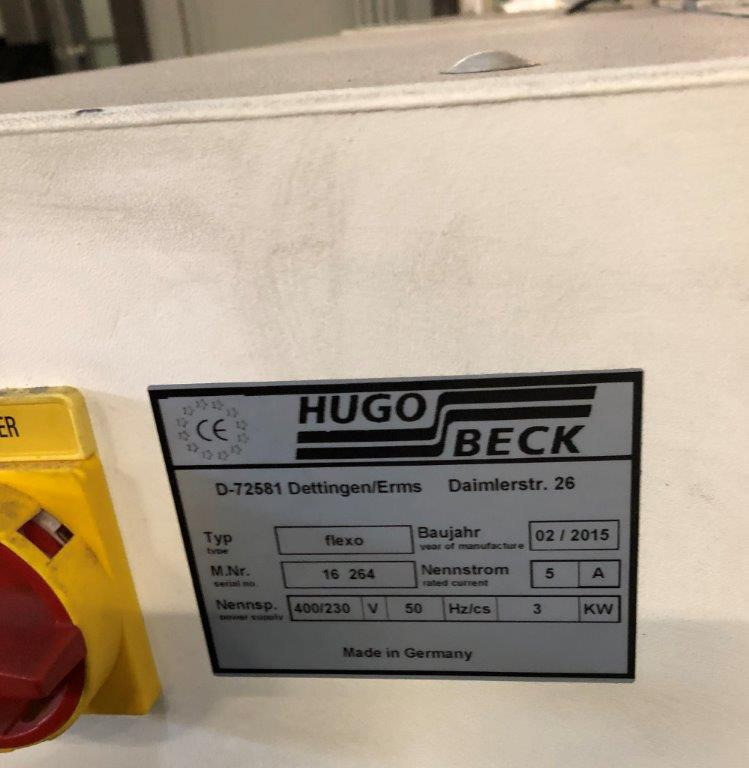 ER
CE
HUGO
BECK
D-72581 Dettingen/Erms Daimlerstr. 26
Typ flexo Baujahr 02 / 2015
type year of manufacture
M.Nr. 16 264 Nennstrom 5 A
serial no. rated current
Nennsp. 400/230 V 50 Hz/cs 3 KW
power supply
Made in Germany